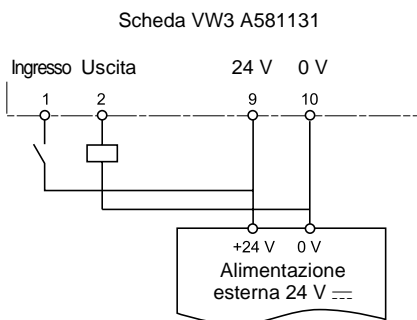 Scheda VW3 A581131
Ingresso Uscita 24 V 0 V
1 2 9 10
+24 V 0 V
Alimentazione
esterna 24 V ⎓